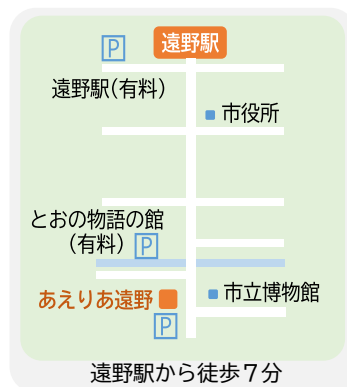 P
遠野駅
遠野駅(有料)
市役所
とおの物語の館
(有料) P
あえりあ遠野
市立博物館
P
遠野駅から徒歩７分